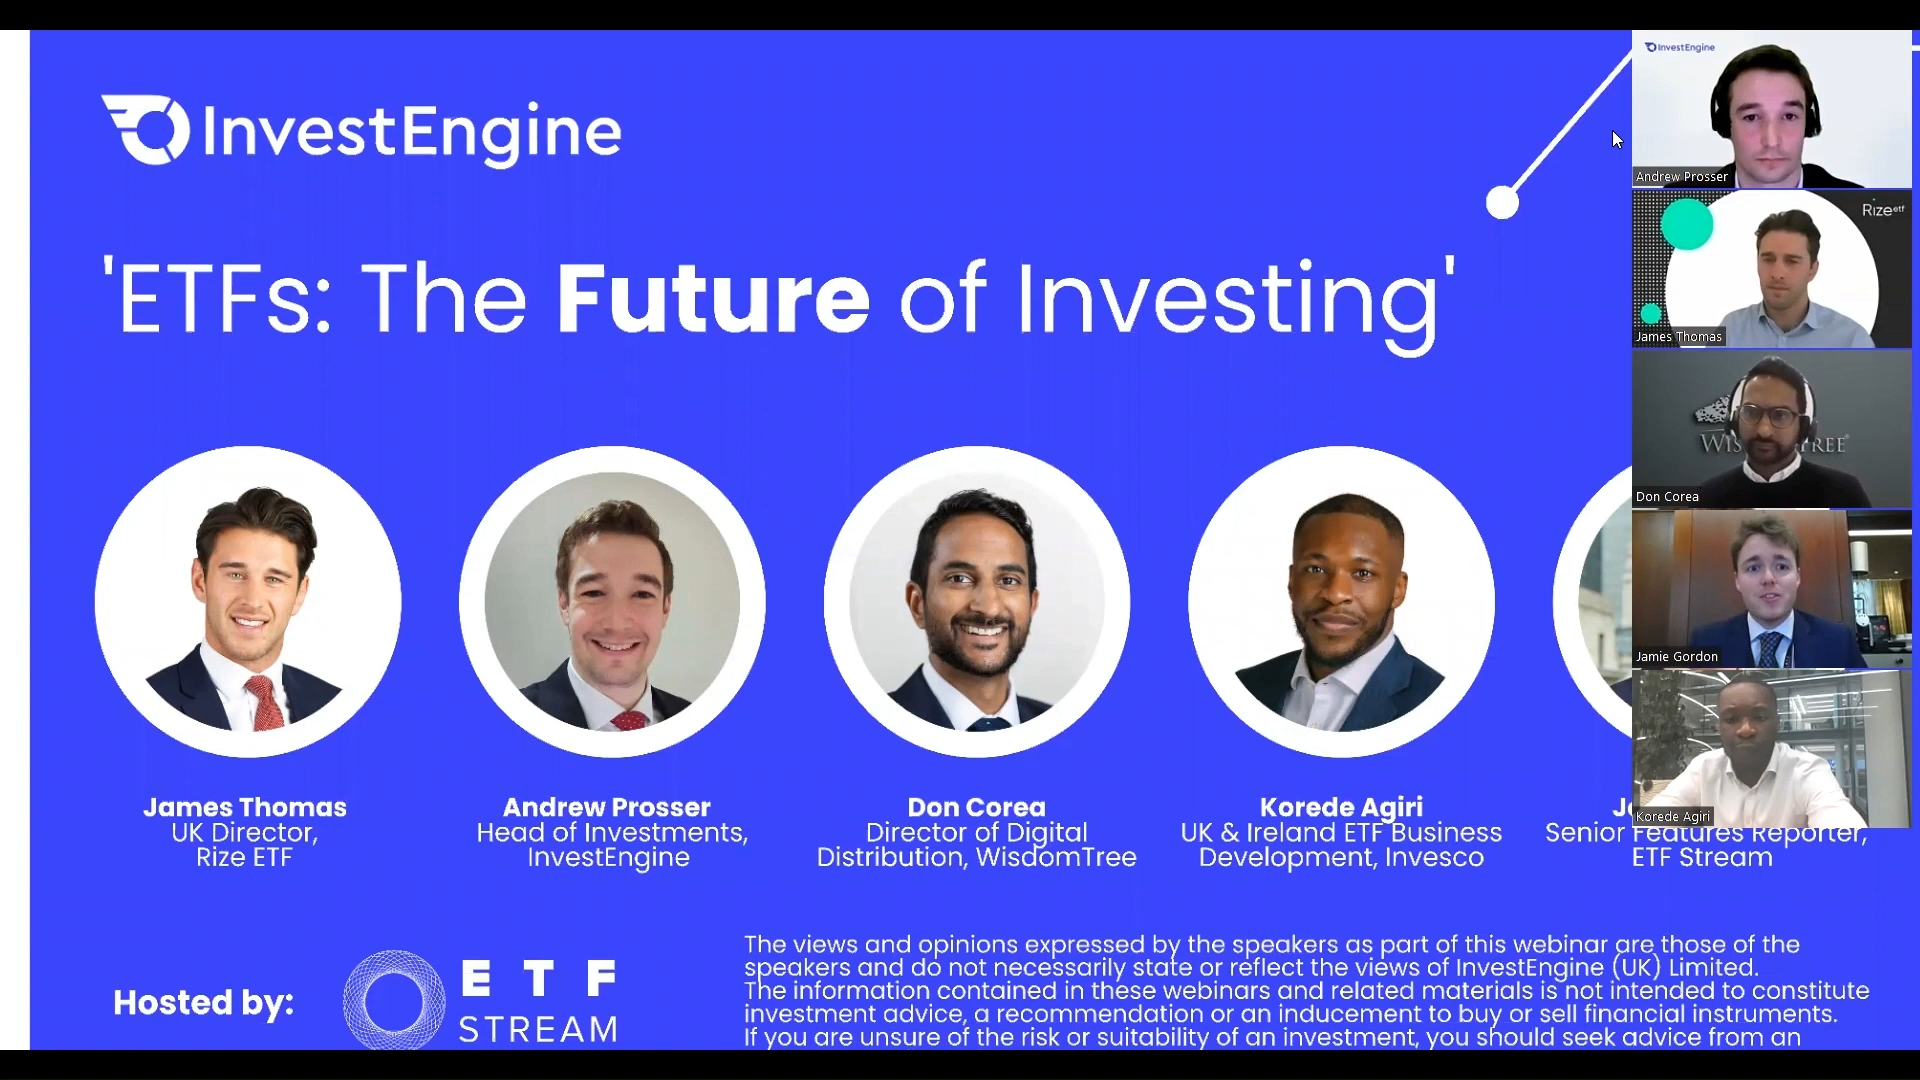 InvestEngine
'ETFs: The Future of Investing'
James Thomas
UK Director,
Rize ETF
Andrew Prosser
Head of Investments,
InvestEngine
Don Corea
Director of Digital
Distribution, WisdomTree
Korede Agiri
UK & Ireland ETF Business
Development, Invesco
Senior Features Reporter,
ETF Stream
Hosted by:
ETF
STREAM
The views and opinions expressed by the speakers as part of this webinar are those of the
speakers and do not necessarily state or reflect the views of InvestEngine (UK) Limited.
The information contained in these webinars and related materials is not intended to constitute
investment advice, a recommendation or an inducement to buy or sell financial instruments.
If you are unsure of the risk or suitability of an investment, you should seek advice from an
InvestEngine
Andrew Prosser
Rize etf
James Thomas
Don Corea
Jamie Gordon
Korede Agiri